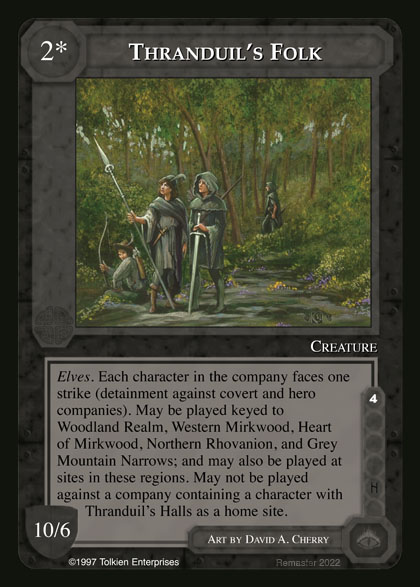 2*
THRANDUIL'S FOLK
CREATURE
Elves. Each character in the company faces one
strike (detainment against covert and hero
companies). May be played keyed to
Woodland Realm, Western Mirkwood, Heart
of Mirkwood, Northern Rhovanion, and Grey
Mountain Narrows; and may also be played at
sites in these regions. May not be played
against a company containing a character with
Thranduil's Halls as a home site.
4
H
10/6
ART BY DAVID A. CHERRY
©1997 Tolkien Enterprises
Remaster 2022